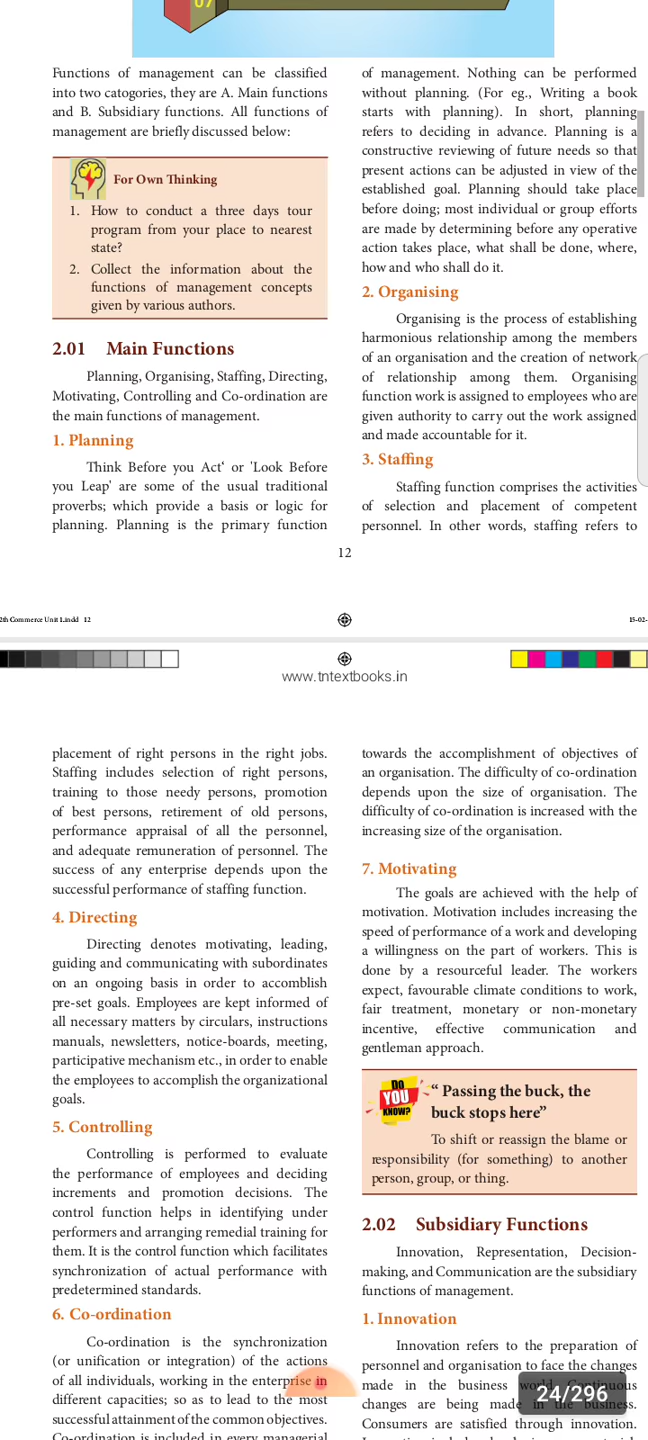 07
Functions of management can be classified
into two catogories, they are A. Main functions
and B. Subsidiary functions. All functions of
management are briefly discussed below:
For Own Thinking
1. How to conduct a three days tour
program from your place to nearest
state?
2. Collect the information about the
functions of management concepts
given by various authors.
2.01 Main Functions
Planning, Organising, Staffing, Directing,
Motivating, Controlling and Co-ordination are
the main functions of management.
1. Planning
Think Before you Act‘ or 'Look Before
you Leap' are some of the usual traditional
proverbs; which provide a basis or logic for
planning. Planning is the primary function
of management. Nothing can be performed
without planning. (For eg., Writing a book
starts with planning). In short, planning
refers to deciding in advance. Planning is a
constructive reviewing of future needs so that
present actions can be adjusted in view of the
established goal. Planning should take place
before doing; most individual or group efforts
are made by determining before any operative
action takes place, what shall be done, where,
how and who shall do it.
2. Organising
Organising is the process of establishing
harmonious relationship among the members
of an organisation and the creation of network
of relationship among them. Organising
function work is assigned to employees who are
given authority to carry out the work assigned
and made accountable for it.
3. Staffing
Staffing function comprises the activities
of selection and placement of competent
personnel. In other words, staffing refers to
12
2th Commerce Unit I.indd 12
15-02-
www.tntextbooks.in
placement of right persons in the right jobs.
Staffing includes selection of right persons,
training to those needy persons, promotion
of best persons, retirement of old persons,
performance appraisal of all the personnel,
and adequate remuneration of personnel. The
success of any enterprise depends upon the
successful performance of staffing function.
4. Directing
Directing denotes motivating, leading,
guiding and communicating with subordinates
on an ongoing basis in order to accomblish
pre-set goals. Employees are kept informed of
all necessary matters by circulars, instructions
manuals, newsletters, notice-boards, meeting,
participative mechanism etc., in order to enable
the employees to accomplish the organizational
goals.
5. Controlling
Controlling is performed to evaluate
the performance of employees and deciding
increments and promotion decisions. The
control function helps in identifying under
performers and arranging remedial training for
them. It is the control function which facilitates
synchronization of actual performance with
predetermined standards.
6. Co-ordination
Co-ordination is the synchronization
(or unification or integration) of the actions
of all individuals, working in the enterprise in
different capacities; so as to lead to the most
successful attainment of the common objectives.
Co-ordination is included in every managerial
towards the accomplishment of objectives of
an organisation. The difficulty of co-ordination
depends upon the size of organisation. The
difficulty of co-ordination is increased with the
increasing size of the organisation.
7. Motivating
The goals are achieved with the help of
motivation. Motivation includes increasing the
speed of performance of a work and developing
a willingness on the part of workers. This is
done by a resourceful leader. The workers
expect, favourable climate conditions to work,
fair treatment, monetary or non-monetary
incentive, effective communication and
gentleman approach.
DO
YOU
KNOW?
“ Passing the buck, the
buck stops here”
To shift or reassign the blame or
responsibility (for something) to another
person, group, or thing.
2.02 Subsidiary Functions
Innovation, Representation, Decision-
making, and Communication are the subsidiary
functions of management.
1. Innovation
Innovation refers to the preparation of
personnel and organisation to face the changes
made in the business world. Continuous
changes are being made in the business.
Consumers are satisfied through innovation.
24/296